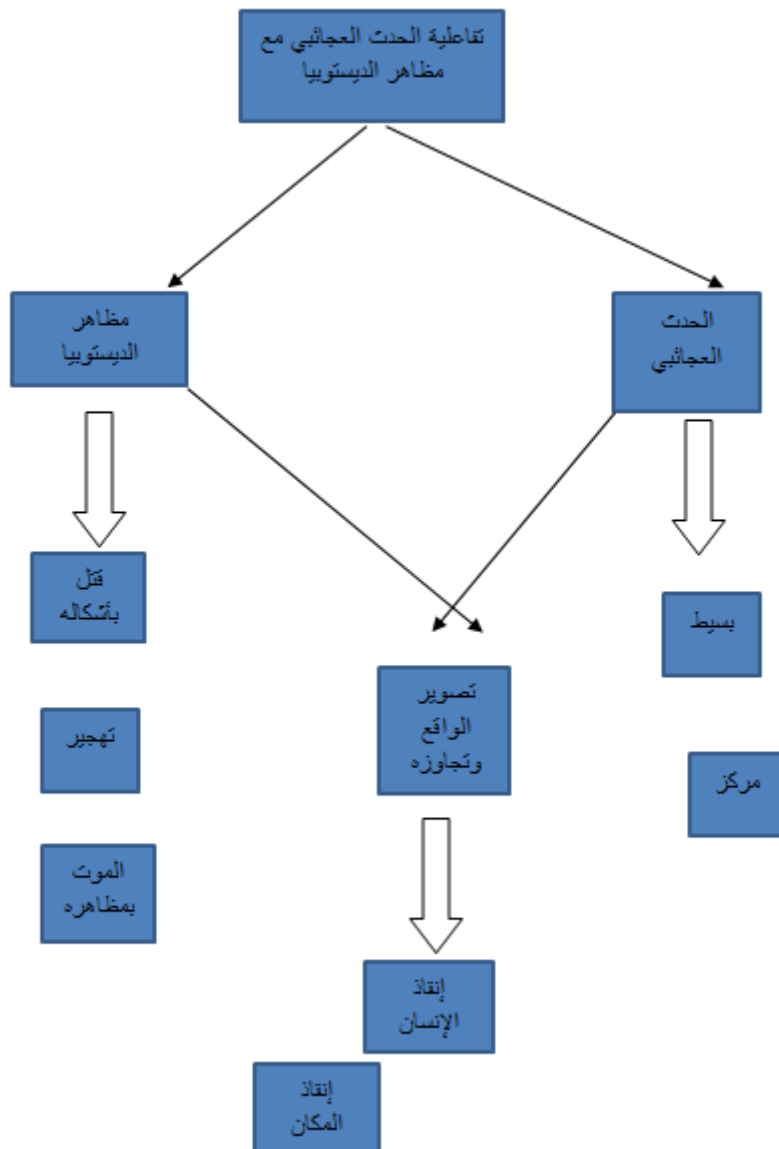 تفاعلية الحدث العجائبي مع
مظاهر الديستوبيا
الحدث
العجائبي
مظاهر
الديستوبيا
قتل
بأشكاله
بسيط
تصوير
الواقع
وتجاوزه
تهجير
مركز
الموت
بمظاهره
إنقاذ
الإنسان
إنقاذ
المكان